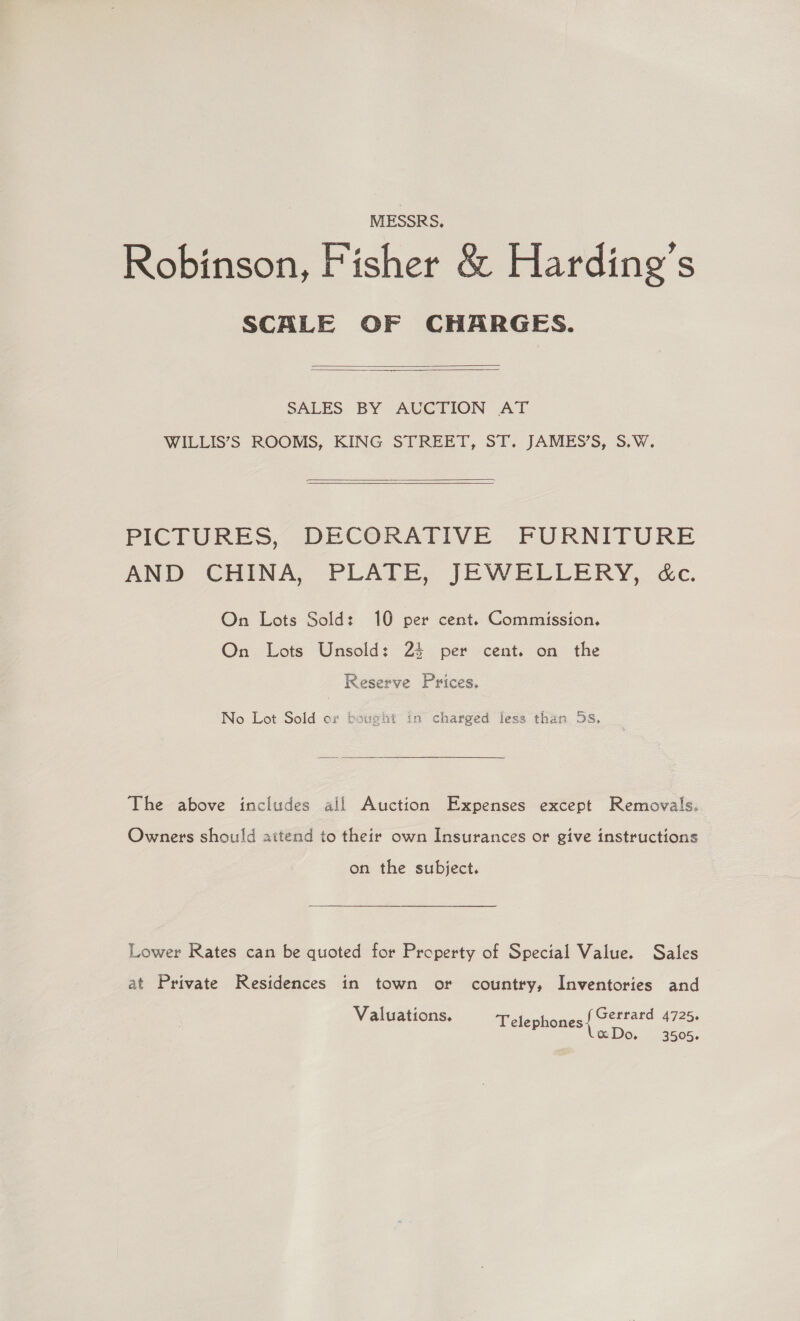 MESSRS.
Robinson, Fisher & Harding's
SCALE OF CHARGES.
SALES BY AUCTION AT
WILLIS'S ROOMS, KING STREET, ST. JAMES'S, S.W.
PICTURES, DECORATIVE FURNITURE
AND CHINA, PLATE, JEWELLERY, &c.
On Lots Sold: 10 per cent. Commission.
On Lots Unsold: 2½ per cent. on the
Reserve Prices.
No Lot Sold or bought in charged less than 5s.
The above includes all Auction Expenses except Removals.
Owners should attend to their own Insurances or give instructions
on the subject.
Lower Rates can be quoted for Property of Special Value. Sales
at Private Residences in town or country, Inventories and
Valuations. Telephones { Gerrard 4725.
& Do. 3505.